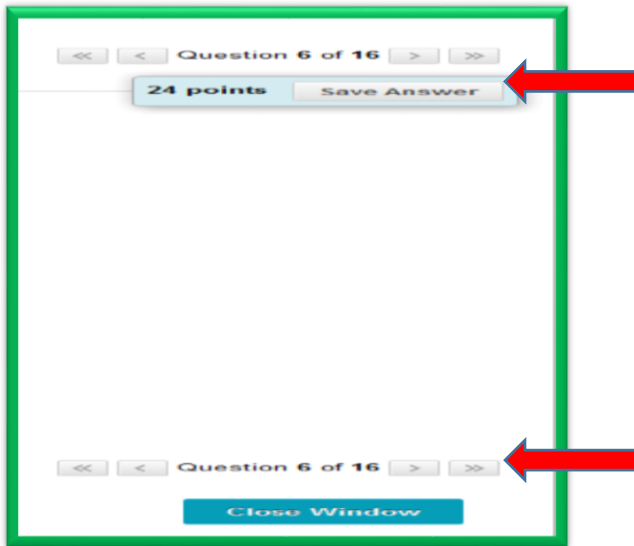 << < Question 6 of 16 > >>
24 points Save Answer
<< < Question 6 of 16 > >>
Close Window